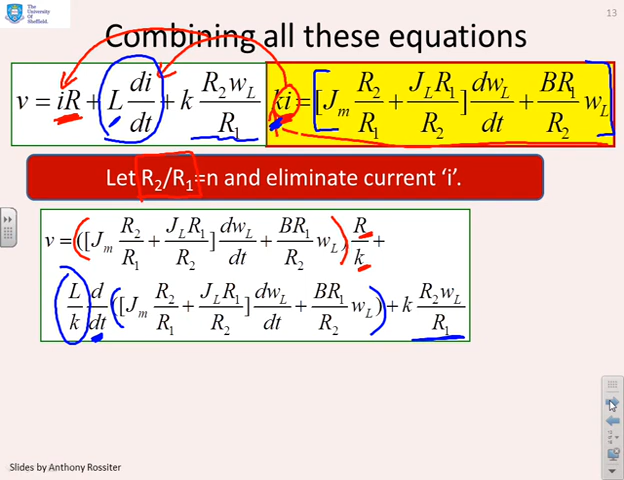 The
University
Of
Sheffield.
13
Combining all these equations
v = iR + L di/dt + k R₂w_L/R₁
ki = [J_m R₂/R₁ + J_L R₁/R₂] dw_L/dt + BR₁/R₂ w_L
Let R₂/R₁=n and eliminate current ‘i’.
v = ([J_m R₂/R₁ + J_L R₁/R₂] dw_L/dt + BR₁/R₂ w_L) R/k +
L/k d/dt ([J_m R₂/R₁ + J_L R₁/R₂] dw_L/dt + BR₁/R₂ w_L) + k R₂w_L/R₁
Slides by Anthony Rossiter